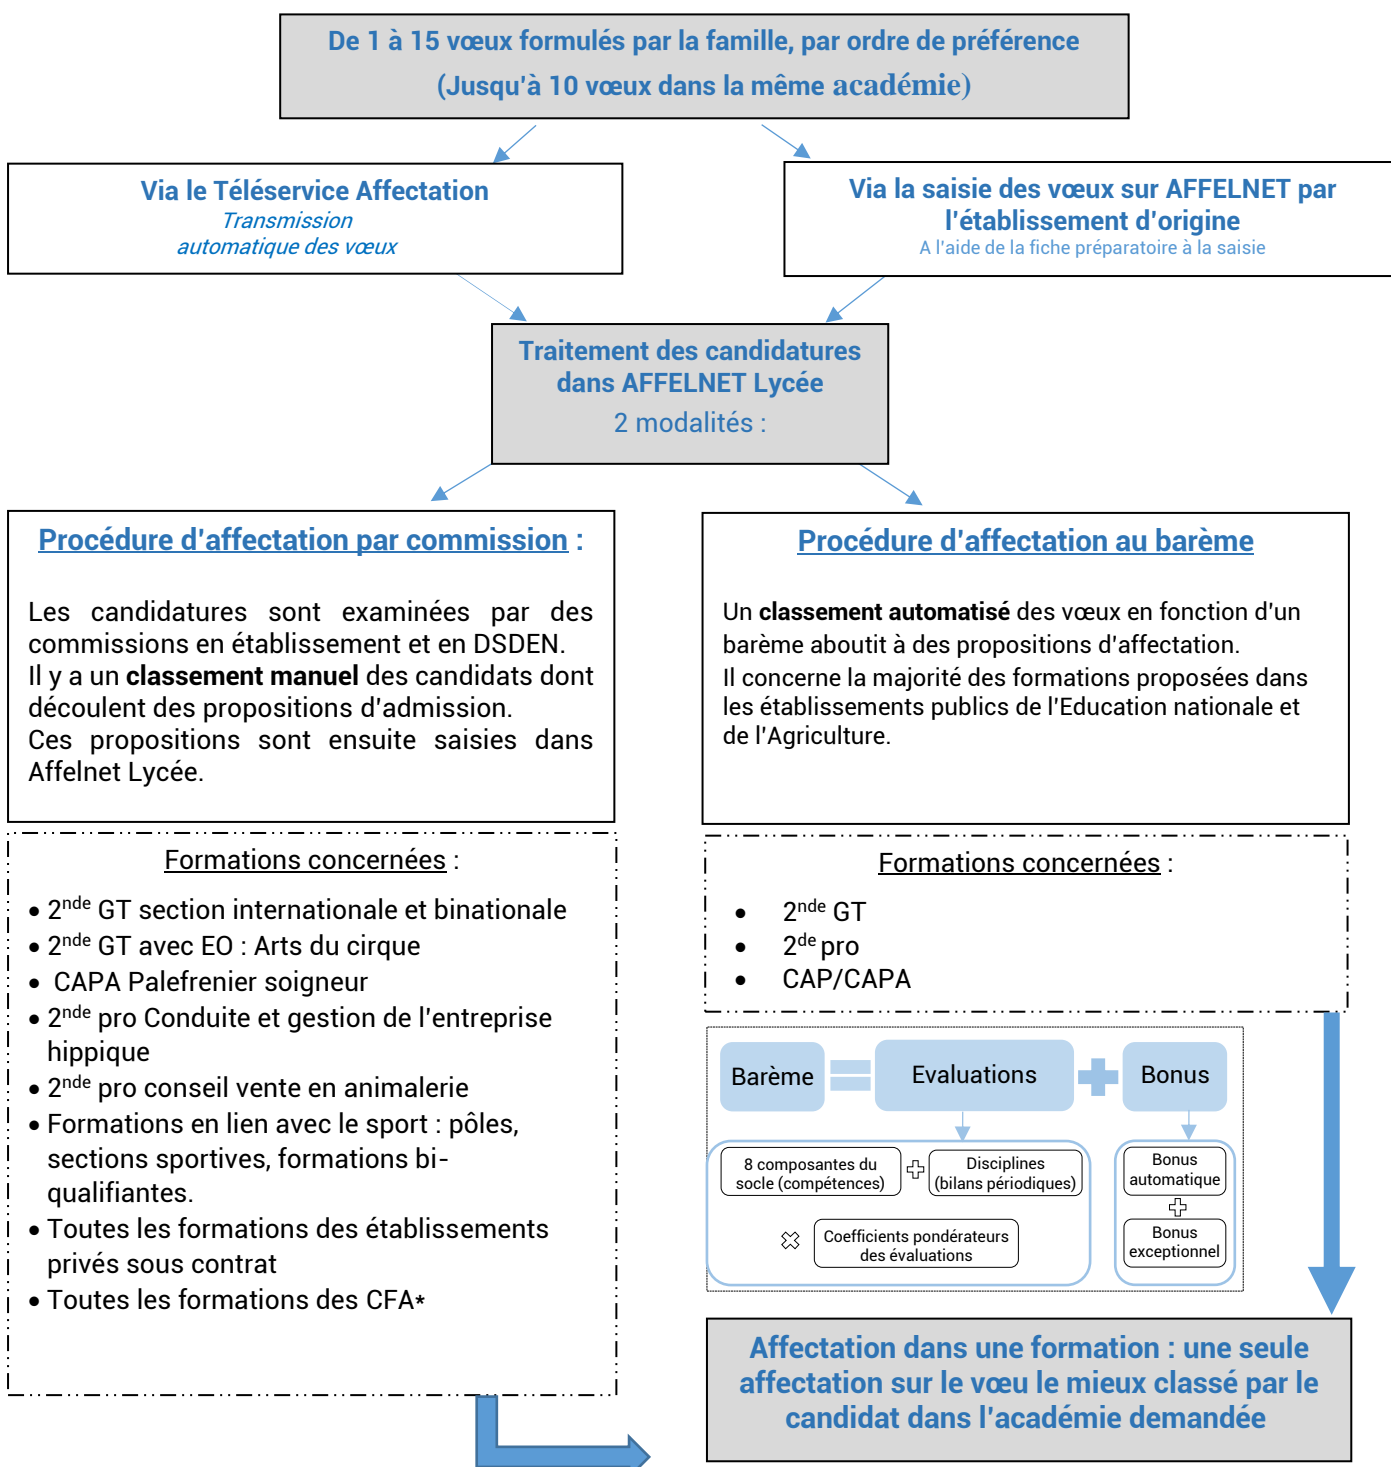 De 1 à 15 vœux formulés par la famille, par ordre de préférence
(Jusqu'à 10 vœux dans la même académie)
Via le Téléservice Affectation
Transmission
automatique des vœux
Via la saisie des vœux sur AFFELNET par
l'établissement d'origine
A l'aide de la fiche préparatoire à la saisie
Traitement des candidatures
dans AFFELNET Lycée
2 modalités :
Procédure d'affectation par commission :
Les candidatures sont examinées par des
commissions en établissement et en DSDEN.
Il y a un classement manuel des candidats dont
découlent des propositions d'admission.
Ces propositions sont ensuite saisies dans
Affelnet Lycée.
Procédure d'affectation au barème
Un classement automatisé des vœux en fonction d'un
barème aboutit à des propositions d'affectation.
Il concerne la majorité des formations proposées dans
les établissements publics de l'Education nationale et
de l'Agriculture.
Formations concernées :
• 2nde GT section internationale et binationale
• 2nde GT avec EO : Arts du cirque
• CAPA Palefrenier soigneur
• 2nde pro Conduite et gestion de l'entreprise
hippique
• 2nde pro conseil vente en animalerie
• Formations en lien avec le sport : pôles,
sections sportives, formations bi-
qualifiantes.
• Toutes les formations des établissements
privés sous contrat
• Toutes les formations des CFA*
Formations concernées :
• 2nde GT
• 2de pro
• CAP/CAPA
Barème
Evaluations
Bonus
8 composantes du
socle (compétences)
Disciplines
(bilans périodiques)
Coefficients pondérateurs
des évaluations
Bonus
automatique
Bonus
exceptionnel
Affectation dans une formation : une seule
affectation sur le vœu le mieux classé par le
candidat dans l'académie demandée